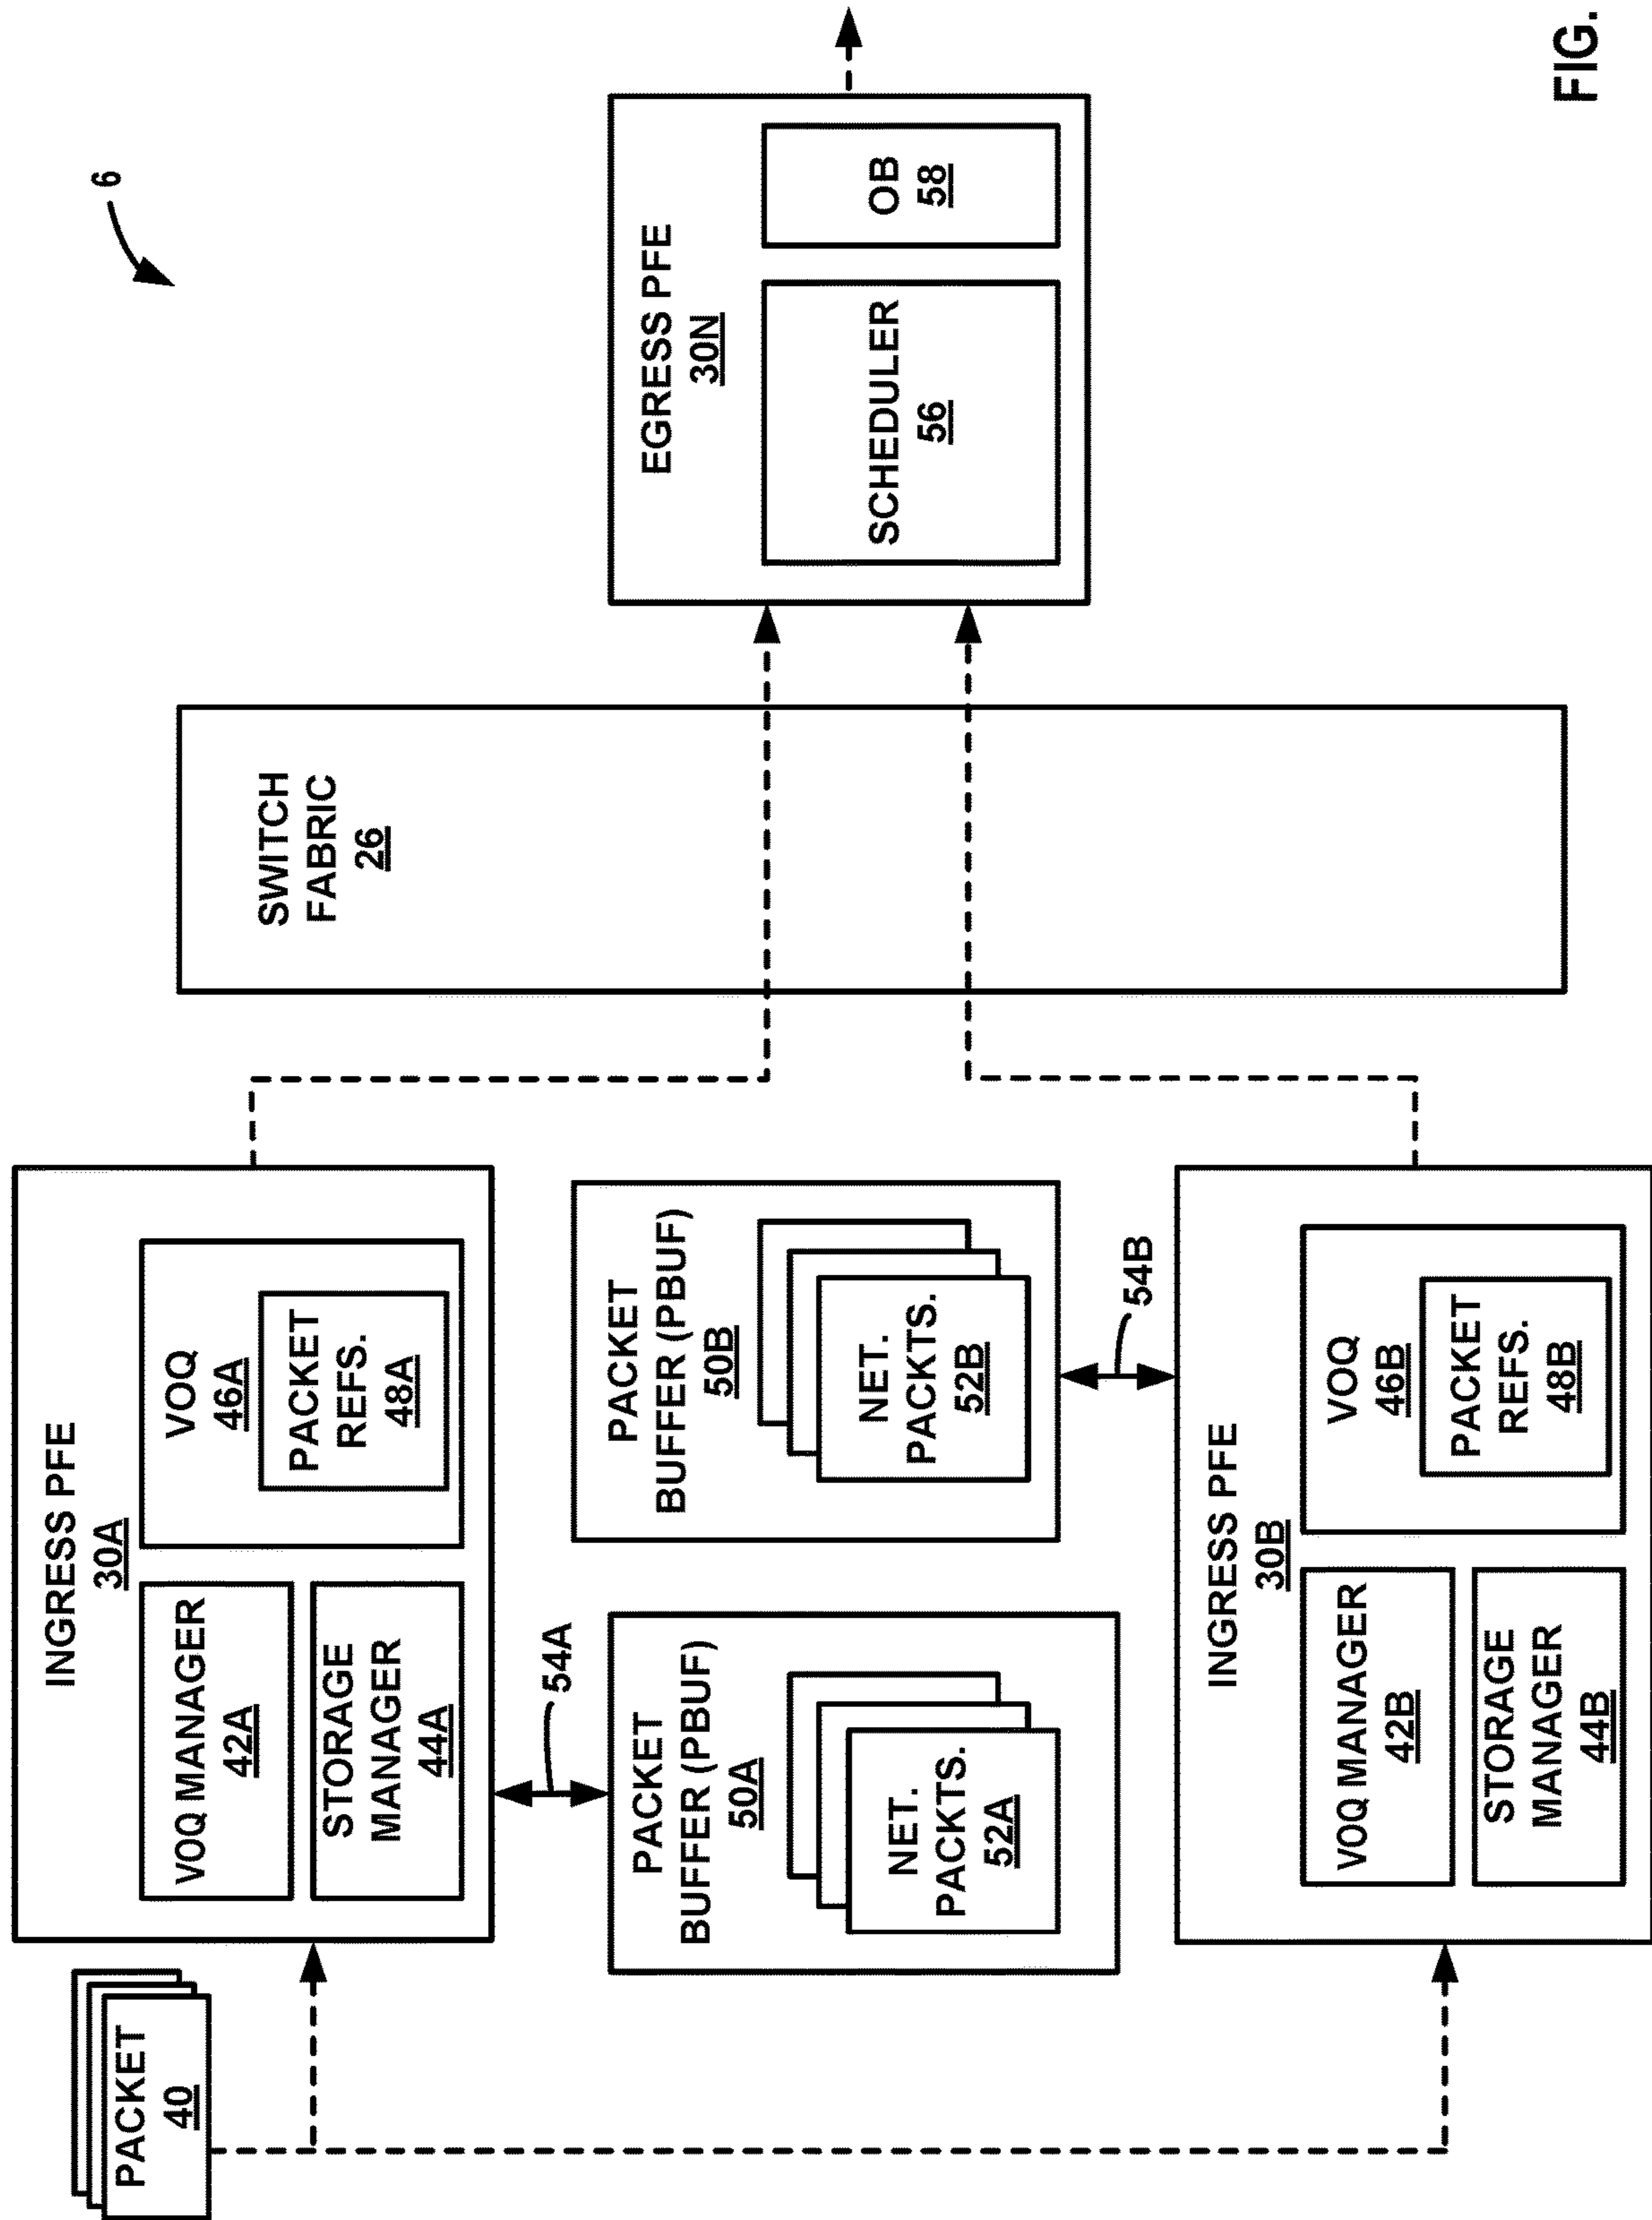 6
PACKET
40
INGRESS PFE
30A
VOQ MANAGER
42A
STORAGE
MANAGER
44A
VOQ
46A
PACKET
REFS.
48A
54A
PACKET
BUFFER (PBUF)
50A
NET.
PACKTS.
52A
PACKET
BUFFER (PBUF)
50B
NET.
PACKTS.
52B
54B
INGRESS PFE
30B
VOQ MANAGER
42B
STORAGE
MANAGER
44B
VOQ
46B
PACKET
REFS.
48B
SWITCH
FABRIC
26
EGRESS PFE
30N
SCHEDULER
56
OB
58
FIG.